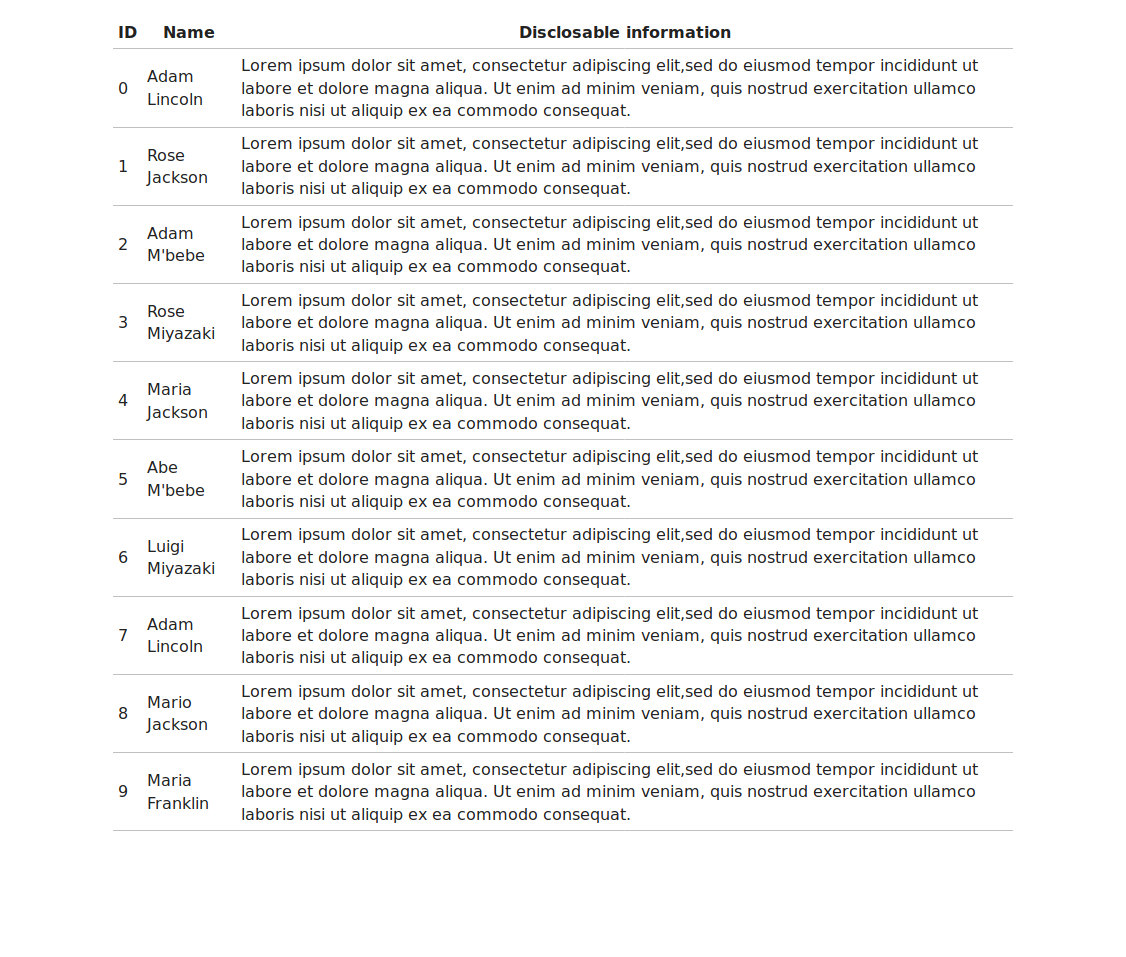 ID Name Disclosable information
0 Adam Lincoln Lorem ipsum dolor sit amet, consectetur adipiscing elit,sed do eiusmod tempor incididunt ut
labore et dolore magna aliqua. Ut enim ad minim veniam, quis nostrud exercitation ullamco
laboris nisi ut aliquip ex ea commodo consequat.
1 Rose Jackson Lorem ipsum dolor sit amet, consectetur adipiscing elit,sed do eiusmod tempor incididunt ut
labore et dolore magna aliqua. Ut enim ad minim veniam, quis nostrud exercitation ullamco
laboris nisi ut aliquip ex ea commodo consequat.
2 Adam M'bebe Lorem ipsum dolor sit amet, consectetur adipiscing elit,sed do eiusmod tempor incididunt ut
labore et dolore magna aliqua. Ut enim ad minim veniam, quis nostrud exercitation ullamco
laboris nisi ut aliquip ex ea commodo consequat.
3 Rose Miyazaki Lorem ipsum dolor sit amet, consectetur adipiscing elit,sed do eiusmod tempor incididunt ut
labore et dolore magna aliqua. Ut enim ad minim veniam, quis nostrud exercitation ullamco
laboris nisi ut aliquip ex ea commodo consequat.
4 Maria Jackson Lorem ipsum dolor sit amet, consectetur adipiscing elit,sed do eiusmod tempor incididunt ut
labore et dolore magna aliqua. Ut enim ad minim veniam, quis nostrud exercitation ullamco
laboris nisi ut aliquip ex ea commodo consequat.
5 Abe M'bebe Lorem ipsum dolor sit amet, consectetur adipiscing elit,sed do eiusmod tempor incididunt ut
labore et dolore magna aliqua. Ut enim ad minim veniam, quis nostrud exercitation ullamco
laboris nisi ut aliquip ex ea commodo consequat.
6 Luigi Miyazaki Lorem ipsum dolor sit amet, consectetur adipiscing elit,sed do eiusmod tempor incididunt ut
labore et dolore magna aliqua. Ut enim ad minim veniam, quis nostrud exercitation ullamco
laboris nisi ut aliquip ex ea commodo consequat.
7 Adam Lincoln Lorem ipsum dolor sit amet, consectetur adipiscing elit,sed do eiusmod tempor incididunt ut
labore et dolore magna aliqua. Ut enim ad minim veniam, quis nostrud exercitation ullamco
laboris nisi ut aliquip ex ea commodo consequat.
8 Mario Jackson Lorem ipsum dolor sit amet, consectetur adipiscing elit,sed do eiusmod tempor incididunt ut
labore et dolore magna aliqua. Ut enim ad minim veniam, quis nostrud exercitation ullamco
laboris nisi ut aliquip ex ea commodo consequat.
9 Maria Franklin Lorem ipsum dolor sit amet, consectetur adipiscing elit,sed do eiusmod tempor incididunt ut
labore et dolore magna aliqua. Ut enim ad minim veniam, quis nostrud exercitation ullamco
laboris nisi ut aliquip ex ea commodo consequat.